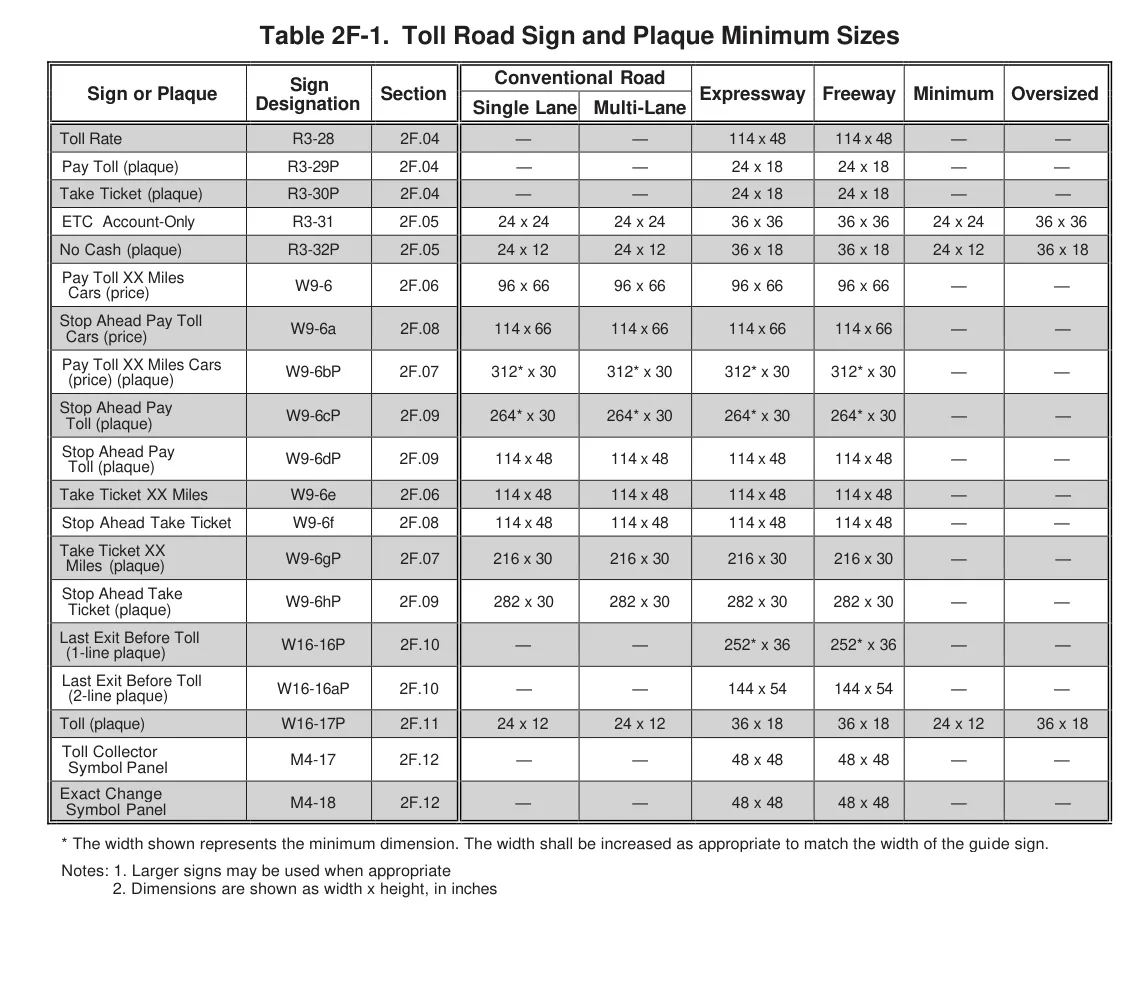 Table 2F-1. Toll Road Sign and Plaque Minimum Sizes
Sign or Plaque | Sign Designation | Section | Conventional Road | Expressway | Freeway | Minimum | Oversized
Single Lane | Multi-Lane
Toll Rate | R3-28 | 2F.04 | — | — | 114 x 48 | 114 x 48 | — | —
Pay Toll (plaque) | R3-29P | 2F.04 | — | — | 24 x 18 | 24 x 18 | — | —
Take Ticket (plaque) | R3-30P | 2F.04 | — | — | 24 x 18 | 24 x 18 | — | —
ETC Account-Only | R3-31 | 2F.05 | 24 x 24 | 24 x 24 | 36 x 36 | 36 x 36 | 24 x 24 | 36 x 36
No Cash (plaque) | R3-32P | 2F.05 | 24 x 12 | 24 x 12 | 36 x 18 | 36 x 18 | 24 x 12 | 36 x 18
Pay Toll XX Miles Cars (price) | W9-6 | 2F.06 | 96 x 66 | 96 x 66 | 96 x 66 | 96 x 66 | — | —
Stop Ahead Pay Toll Cars (price) | W9-6a | 2F.08 | 114 x 66 | 114 x 66 | 114 x 66 | 114 x 66 | — | —
Pay Toll XX Miles Cars (price) (plaque) | W9-6bP | 2F.07 | 312* x 30 | 312* x 30 | 312* x 30 | 312* x 30 | — | —
Stop Ahead Pay Toll (plaque) | W9-6cP | 2F.09 | 264* x 30 | 264* x 30 | 264* x 30 | 264* x 30 | — | —
Stop Ahead Pay Toll (plaque) | W9-6dP | 2F.09 | 114 x 48 | 114 x 48 | 114 x 48 | 114 x 48 | — | —
Take Ticket XX Miles | W9-6e | 2F.06 | 114 x 48 | 114 x 48 | 114 x 48 | 114 x 48 | — | —
Stop Ahead Take Ticket | W9-6f | 2F.08 | 114 x 48 | 114 x 48 | 114 x 48 | 114 x 48 | — | —
Take Ticket XX Miles (plaque) | W9-6gP | 2F.07 | 216 x 30 | 216 x 30 | 216 x 30 | 216 x 30 | — | —
Stop Ahead Take Ticket (plaque) | W9-6hP | 2F.09 | 282 x 30 | 282 x 30 | 282 x 30 | 282 x 30 | — | —
Last Exit Before Toll (1-line plaque) | W16-16P | 2F.10 | — | — | 252* x 36 | 252* x 36 | — | —
Last Exit Before Toll (2-line plaque) | W16-16aP | 2F.10 | — | — | 144 x 54 | 144 x 54 | — | —
Toll (plaque) | W16-17P | 2F.11 | 24 x 12 | 24 x 12 | 36 x 18 | 36 x 18 | 24 x 12 | 36 x 18
Toll Collector Symbol Panel | M4-17 | 2F.12 | — | — | 48 x 48 | 48 x 48 | — | —
Exact Change Symbol Panel | M4-18 | 2F.12 | — | — | 48 x 48 | 48 x 48 | — | —
* The width shown represents the minimum dimension. The width shall be increased as appropriate to match the width of the guide sign.
Notes: 1. Larger signs may be used when appropriate
2. Dimensions are shown as width x height, in inches